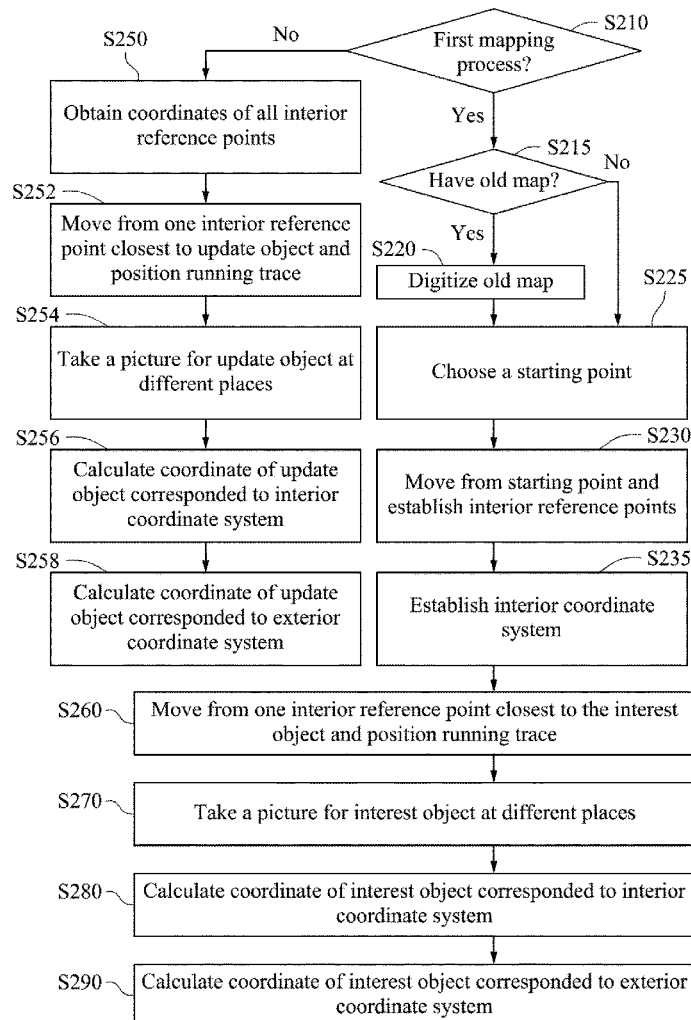 S210
First mapping
process?
No
Yes
S250
Obtain coordinates of all interior
reference points
S215
Have old map?
No
Yes
S252
Move from one interior reference
point closest to update object and
position running trace
S220
Digitize old map
S254
Take a picture for update object at
different places
S225
Choose a starting point
S256
Calculate coordinate of update
object corresponded to interior
coordinate system
S230
Move from starting point and
establish interior reference points
S258
Calculate coordinate of update
object corresponded to exterior
coordinate system
S235
Establish interior coordinate
system
S260
Move from one interior reference point closest to the interest
object and position running trace
S270
Take a picture for interest object at different places
S280
Calculate coordinate of interest object corresponded to interior
coordinate system
S290
Calculate coordinate of interest object corresponded to exterior
coordinate system